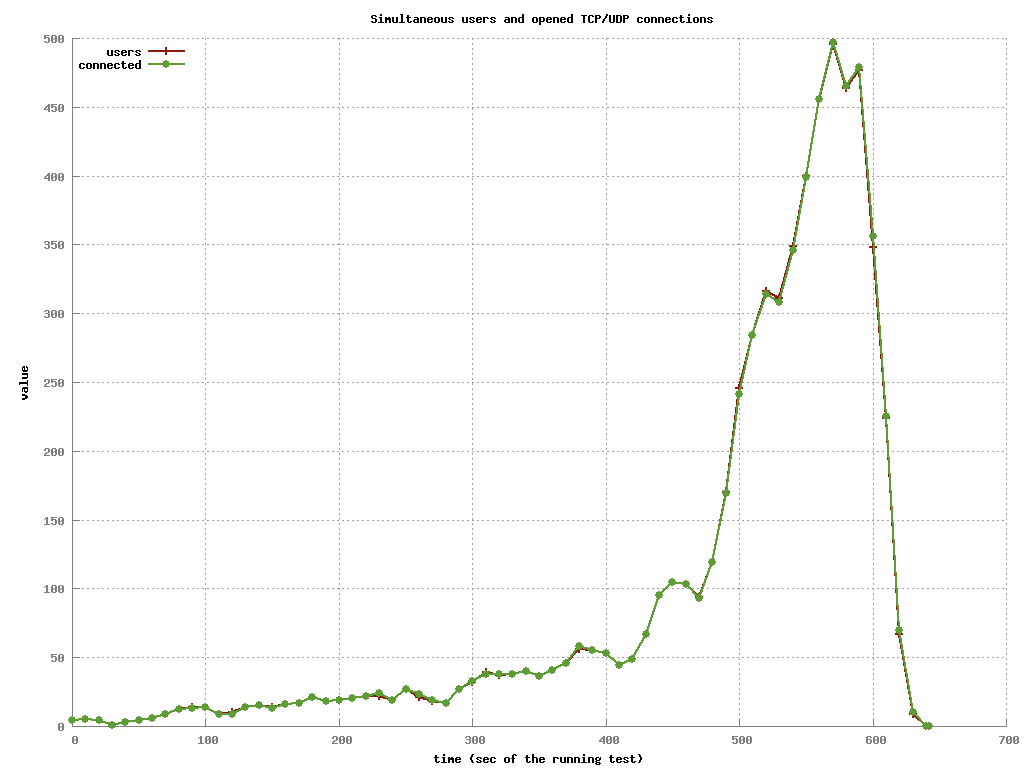 Simultaneous users and opened TCP/UDP connections
users
connected
500
450
400
350
300
250
200
150
100
50
0
value
0 100 200 300 400 500 600 700
time (sec of the running test)